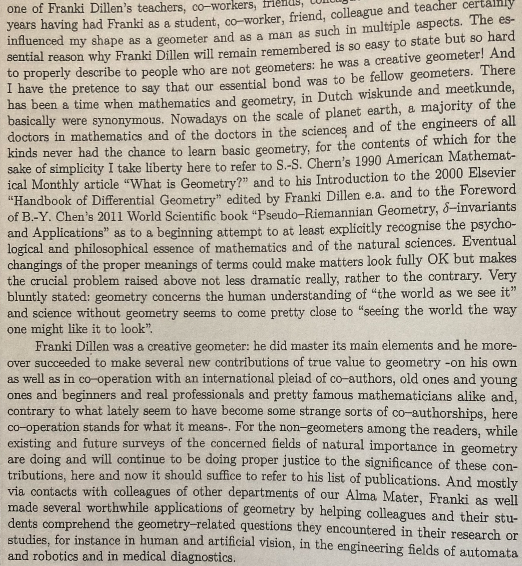 one of Franki Dillen's teachers, co–workers, friends,
years having had Franki as a student, co–worker, friend, colleague and teacher certainly
influenced my shape as a geometer and as a man as such in multiple aspects. The es-
sential reason why Franki Dillen will remain remembered is so easy to state but so hard
to properly describe to people who are not geometers: he was a creative geometer! And
I have the pretence to say that our essential bond was to be fellow geometers. There
has been a time when mathematics and geometry, in Dutch wiskunde and meetkunde,
basically were synonymous. Nowadays on the scale of planet earth, a majority of the
doctors in mathematics and of the doctors in the sciences and of the engineers of all
kinds never had the chance to learn basic geometry, for the contents of which for the
sake of simplicity I take liberty here to refer to S.-S. Chern's 1990 American Mathemat-
ical Monthly article “What is Geometry?” and to his Introduction to the 2000 Elsevier
“Handbook of Differential Geometry” edited by Franki Dillen e.a. and to the Foreword
of B.-Y. Chen's 2011 World Scientific book “Pseudo–Riemannian Geometry, δ–invariants
and Applications” as to a beginning attempt to at least explicitly recognise the psycho-
logical and philosophical essence of mathematics and of the natural sciences. Eventual
changings of the proper meanings of terms could make matters look fully OK but makes
the crucial problem raised above not less dramatic really, rather to the contrary. Very
bluntly stated: geometry concerns the human understanding of “the world as we see it”
and science without geometry seems to come pretty close to “seeing the world the way
one might like it to look”.
Franki Dillen was a creative geometer: he did master its main elements and he more-
over succeeded to make several new contributions of true value to geometry -on his own
as well as in co–operation with an international pleiad of co–authors, old ones and young
ones and beginners and real professionals and pretty famous mathematicians alike and,
contrary to what lately seem to have become some strange sorts of co–authorships, here
co–operation stands for what it means-. For the non–geometers among the readers, while
existing and future surveys of the concerned fields of natural importance in geometry
are doing and will continue to be doing proper justice to the significance of these con-
tributions, here and now it should suffice to refer to his list of publications. And mostly
via contacts with colleagues of other departments of our Alma Mater, Franki as well
made several worthwhile applications of geometry by helping colleagues and their stu-
dents comprehend the geometry–related questions they encountered in their research or
studies, for instance in human and artificial vision, in the engineering fields of automata
and robotics and in medical diagnostics.